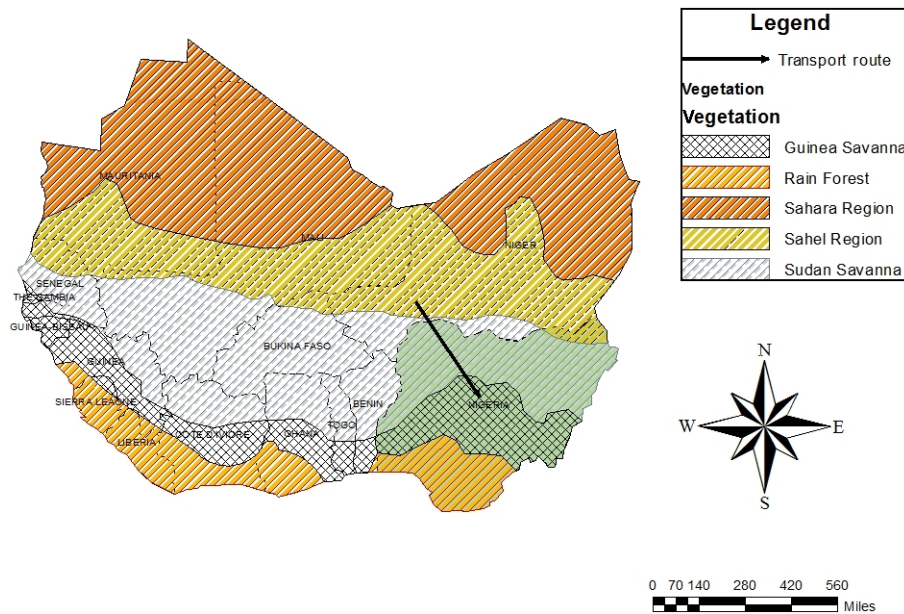 Legend
Transport route
Vegetation
Vegetation
Guinea Savanna
Rain Forest
Sahara Region
Sahel Region
Sudan Savanna
MAURITANIA
MALI
NIGER
SENEGAL
THE GAMBIA
GUINEA-BISSAU
GUINEA
BUKINA FASO
SIERRA LEAONE
LIBERIA
COTE D'IVIORE
GHANA
TOGO
BENIN
NIGERIA
N
W
E
S
0 70 140 280 420 560
Miles